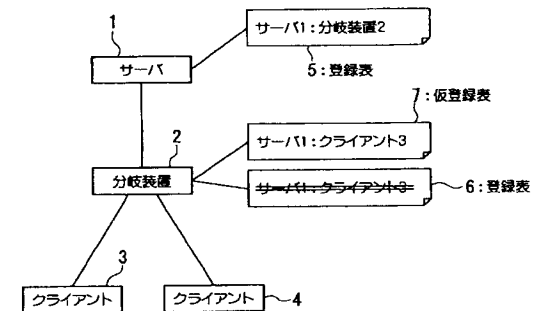 1
サーバ1:分岐装置2
サーバ
5:登録表
7:仮登録表
2
サーバ1:クライアント3
分岐装置
サーバ1:クライアント3
6:登録表
3
クライアント
クライアント
4